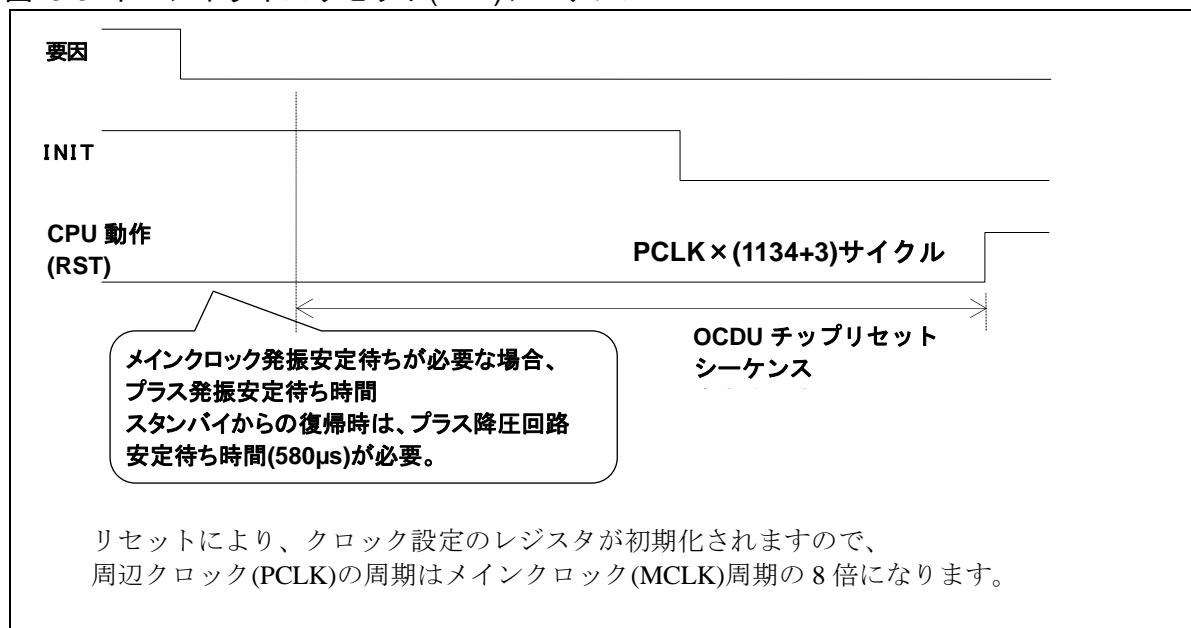 要因
INIT
CPU 動作
(RST)
PCLK×(1134+3)サイクル
OCDU チップリセット
シーケンス
メインクロック発振安定待ちが必要な場合、
プラス発振安定待ち時間
スタンバイからの復帰時は、プラス降圧回路
安定待ち時間(580µs)が必要。
リセットにより、クロック設定のレジスタが初期化されますので、
周辺クロック(PCLK)の周期はメインクロック(MCLK)周期の 8 倍になります。